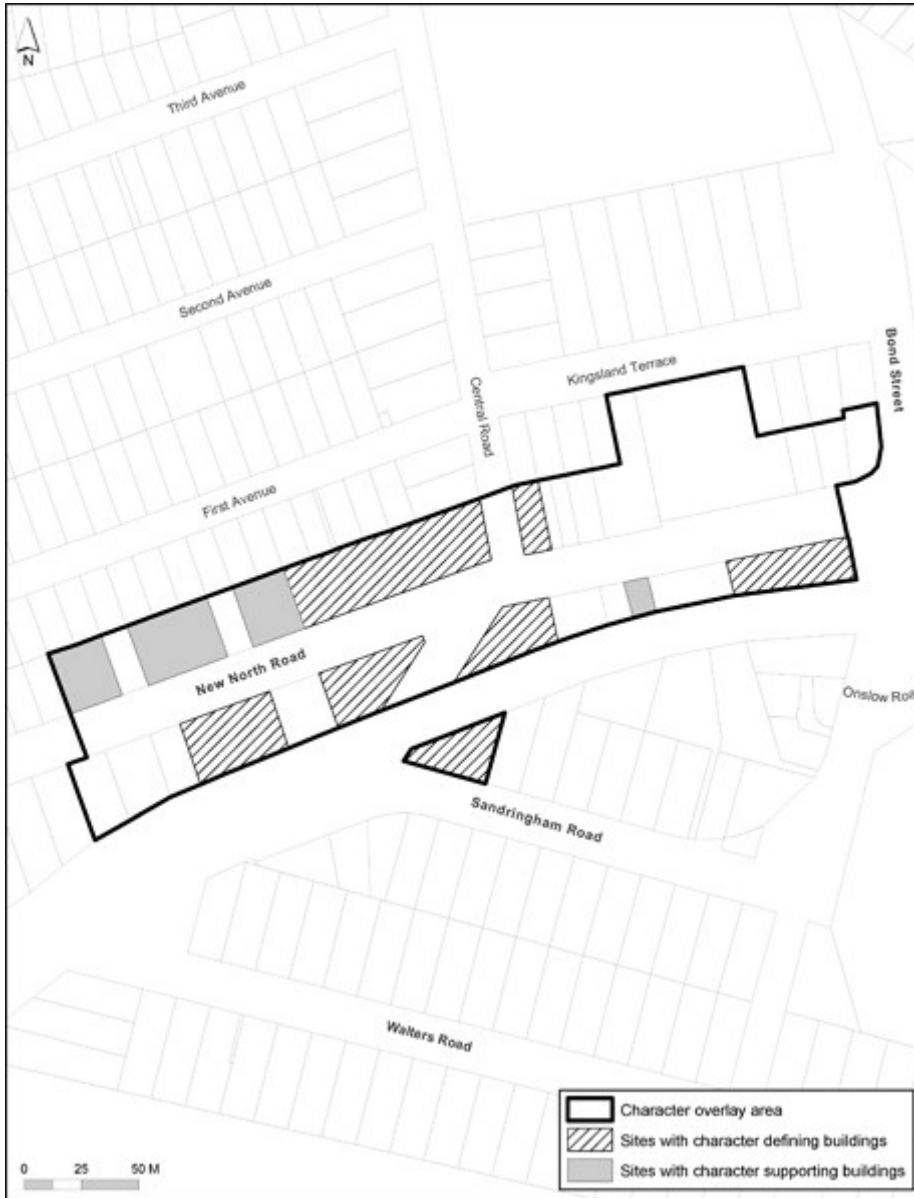 N
Third Avenue
Second Avenue
Kingsland Terrace
Bond Street
Central Road
First Avenue
New North Road
Onslow Roa
Sandringham Road
Walters Road
Character overlay area
Sites with character defining buildings
Sites with character supporting buildings
0 25 50 M